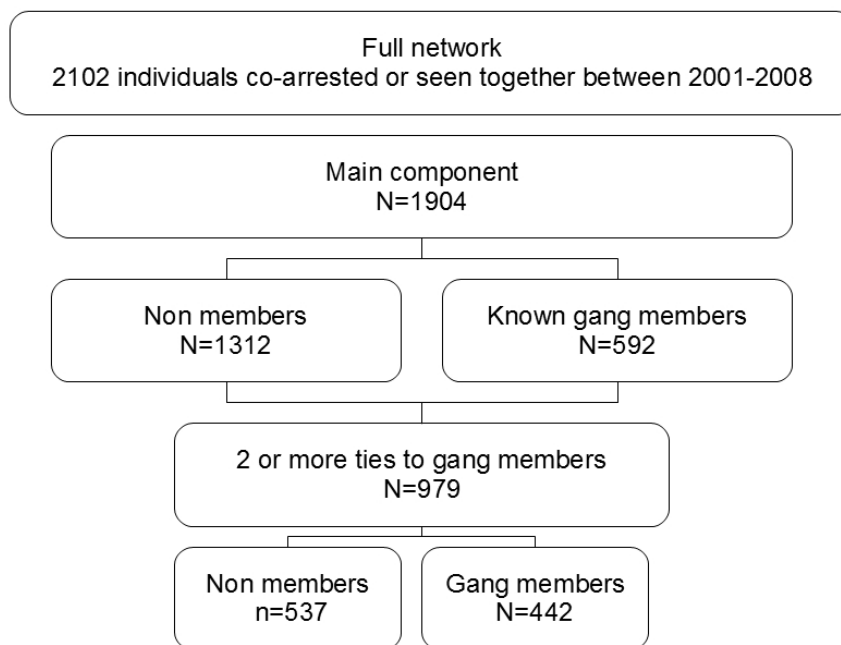 Full network
2102 individuals co-arrested or seen together between 2001-2008
Main component
N=1904
Non members
N=1312
Known gang members
N=592
2 or more ties to gang members
N=979
Non members
n=537
Gang members
N=442